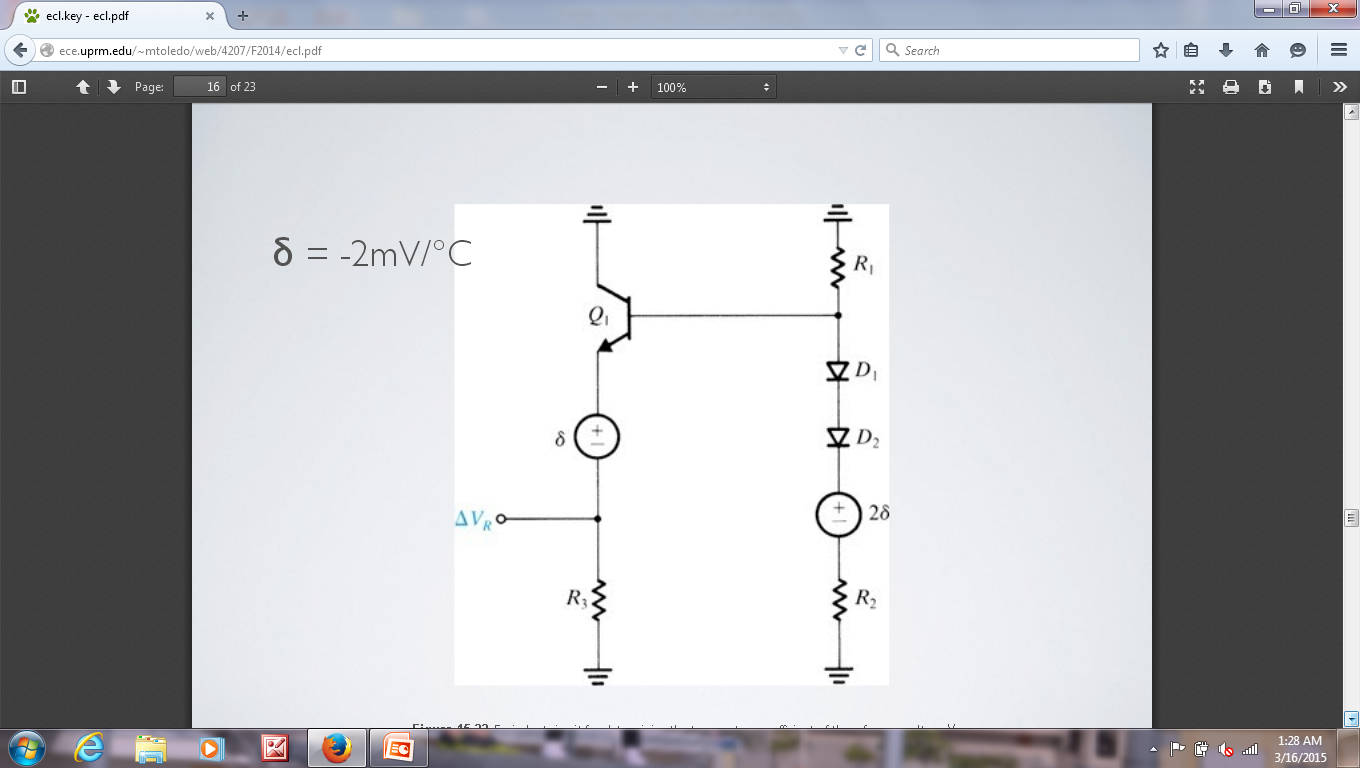 ecl.key - ecl.pdf
ece.uprm.edu/~mtoledo/web/4207/F2014/ecl.pdf
Search
Page: 16 of 23
100%
δ = -2mV/°C
R1
Q1
D1
δ
D2
2δ
ΔVR
R3
R2
1:28 AM
3/16/2015